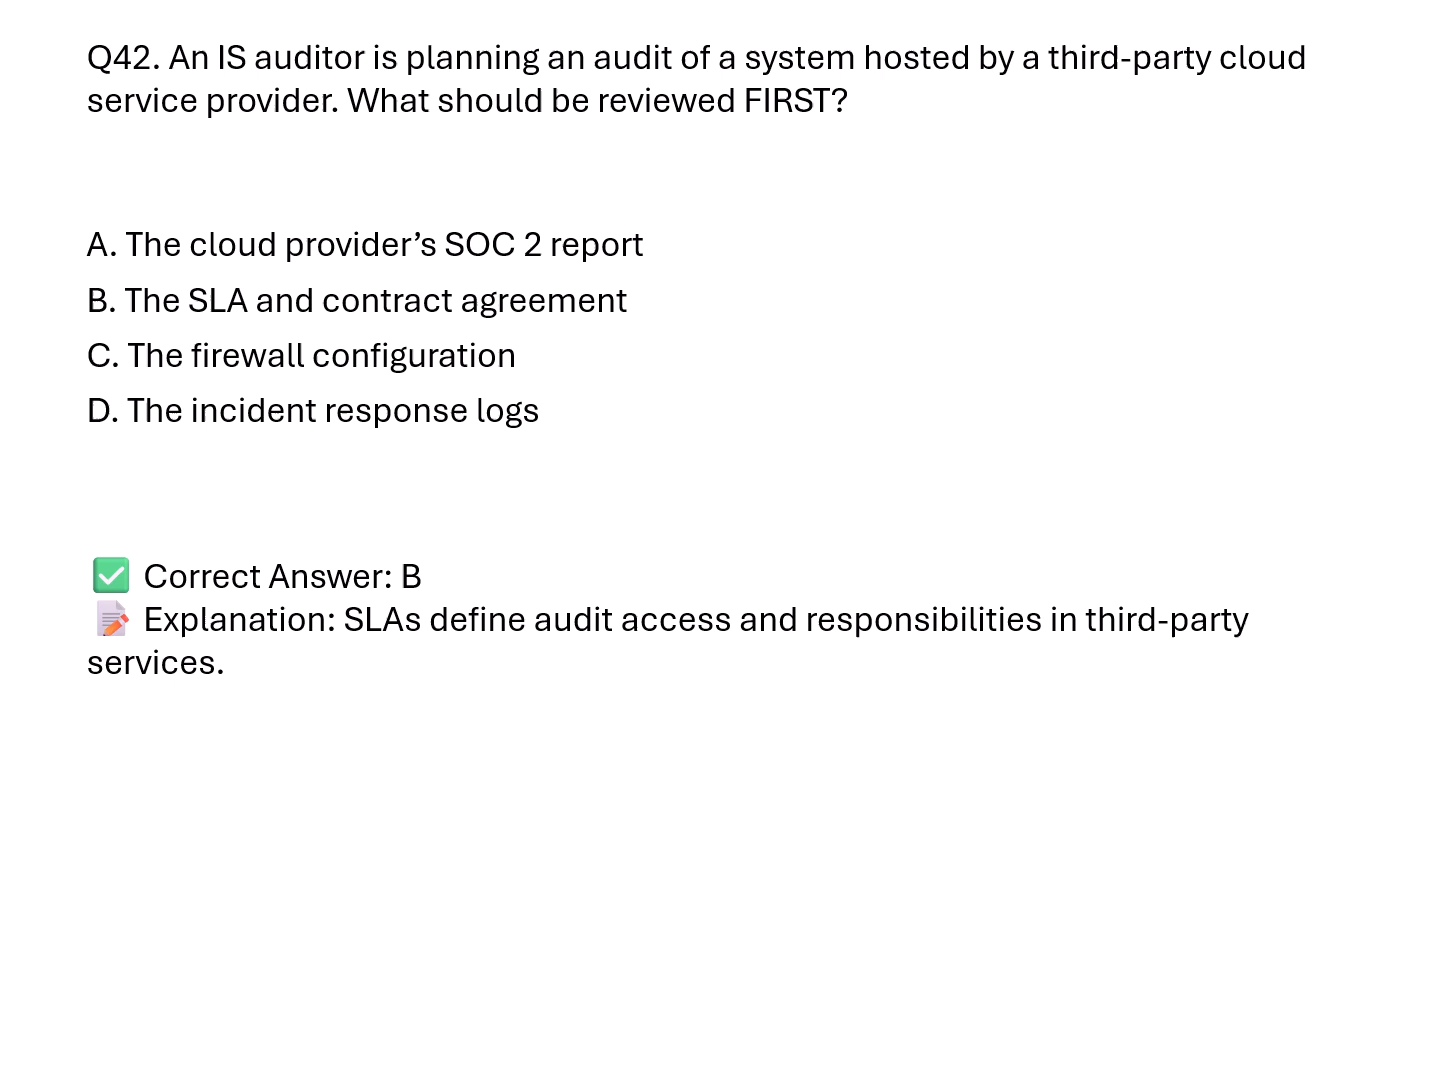 Q42. An IS auditor is planning an audit of a system hosted by a third-party cloud
service provider. What should be reviewed FIRST?
A. The cloud provider’s SOC 2 report
B. The SLA and contract agreement
C. The firewall configuration
D. The incident response logs
✅ Correct Answer: B
📝 Explanation: SLAs define audit access and responsibilities in third-party
services.